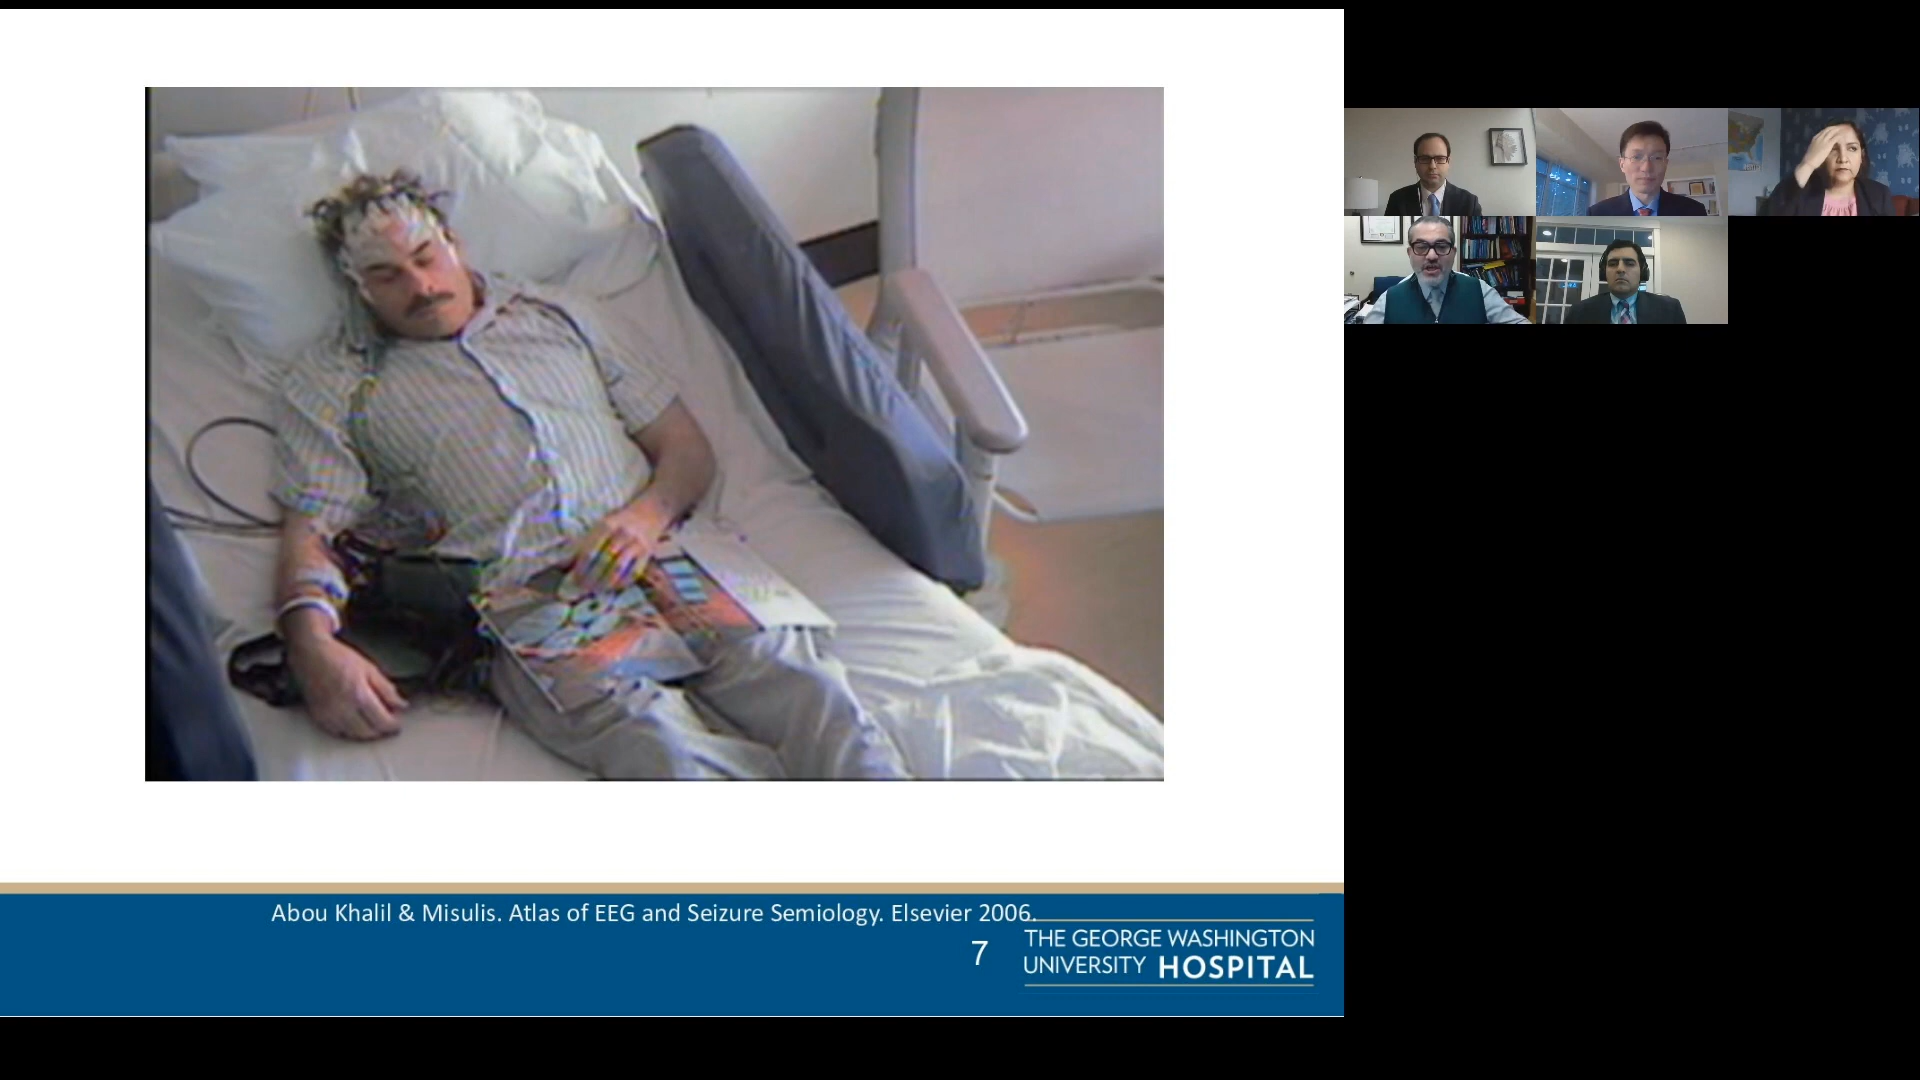 Abou Khalil & Misulis. Atlas of EEG and Seizure Semiology. Elsevier 2006.
7
THE GEORGE WASHINGTON
UNIVERSITY HOSPITAL